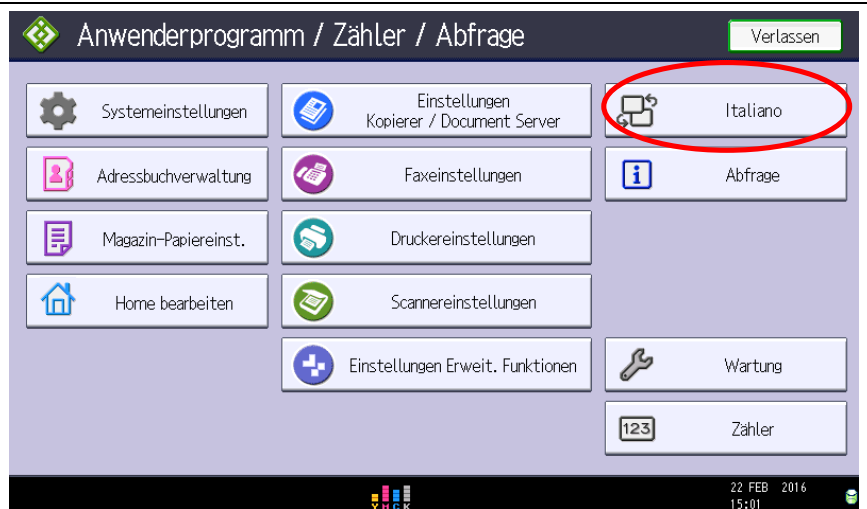 Anwenderprogramm / Zähler / Abfrage
Verlassen
Systemeinstellungen
Einstellungen
Kopierer / Document Server
Italiano
Adressbuchverwaltung
Faxeinstellungen
Abfrage
Magazin-Papiereinst.
Druckereinstellungen
Home bearbeiten
Scannereinstellungen
Einstellungen Erweit. Funktionen
Wartung
123
Zähler
22 FEB 2016
15:01
Y M C K